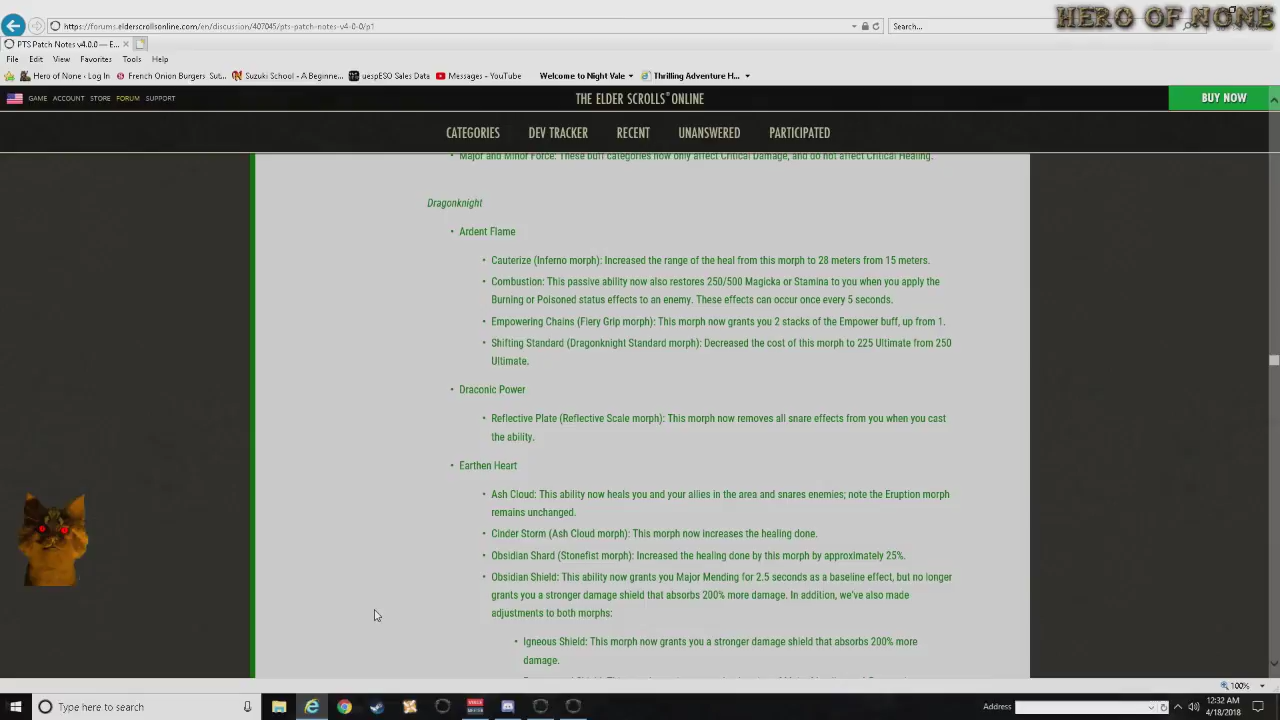 HERO OF NONE
https://forums.elderscrollsonline.com/en/discussion/407045/pts-patch-notes-v4-0-0/p1
Search...
PTS Patch Notes v4.0.0 — E...
Edit View Favorites Tools Help
Hero of None - Log In French Onion Burgers Sut... Suzuki School - A Beginne... uespESO Sales Data Messages - YouTube Welcome to Night Vale Thrilling Adventure H...
GAME ACCOUNT STORE FORUM SUPPORT
THE ELDER SCROLLS® ONLINE
BUY NOW
CATEGORIES DEV TRACKER RECENT UNANSWERED PARTICIPATED
• Major and Minor Force: These buff categories now only affect Critical Damage, and do not affect Critical Healing.
Dragonknight
• Ardent Flame
• Cauterize (Inferno morph): Increased the range of the heal from this morph to 28 meters from 15 meters.
• Combustion: This passive ability now also restores 250/500 Magicka or Stamina to you when you apply the
Burning or Poisoned status effects to an enemy. These effects can occur once every 5 seconds.
• Empowering Chains (Fiery Grip morph): This morph now grants you 2 stacks of the Empower buff, up from 1.
• Shifting Standard (Dragonknight Standard morph): Decreased the cost of this morph to 225 Ultimate from 250
Ultimate.
• Draconic Power
• Reflective Plate (Reflective Scale morph): This morph now removes all snare effects from you when you cast
the ability.
• Earthen Heart
• Ash Cloud: This ability now heals you and your allies in the area and snares enemies; note the Eruption morph
remains unchanged.
• Cinder Storm (Ash Cloud morph): This morph now increases the healing done.
• Obsidian Shard (Stonefist morph): Increased the healing done by this morph by approximately 25%.
• Obsidian Shield: This ability now grants you Major Mending for 2.5 seconds as a baseline effect, but no longer
grants you a stronger damage shield that absorbs 200% more damage. In addition, we've also made
adjustments to both morphs:
• Igneous Shield: This morph now grants you a stronger damage shield that absorbs 200% more
damage.
100%
Type here to search
Address
12:32 AM
4/18/2018